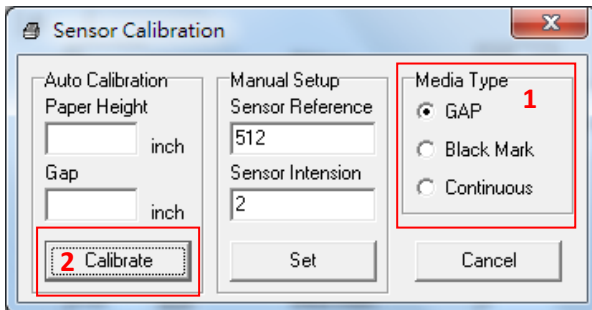 Sensor Calibration
Auto Calibration
Paper Height
inch
Gap
inch
2 Calibrate
Manual Setup
Sensor Reference
512
Sensor Intension
2
Set
Media Type
1
GAP
Black Mark
Continuous
Cancel